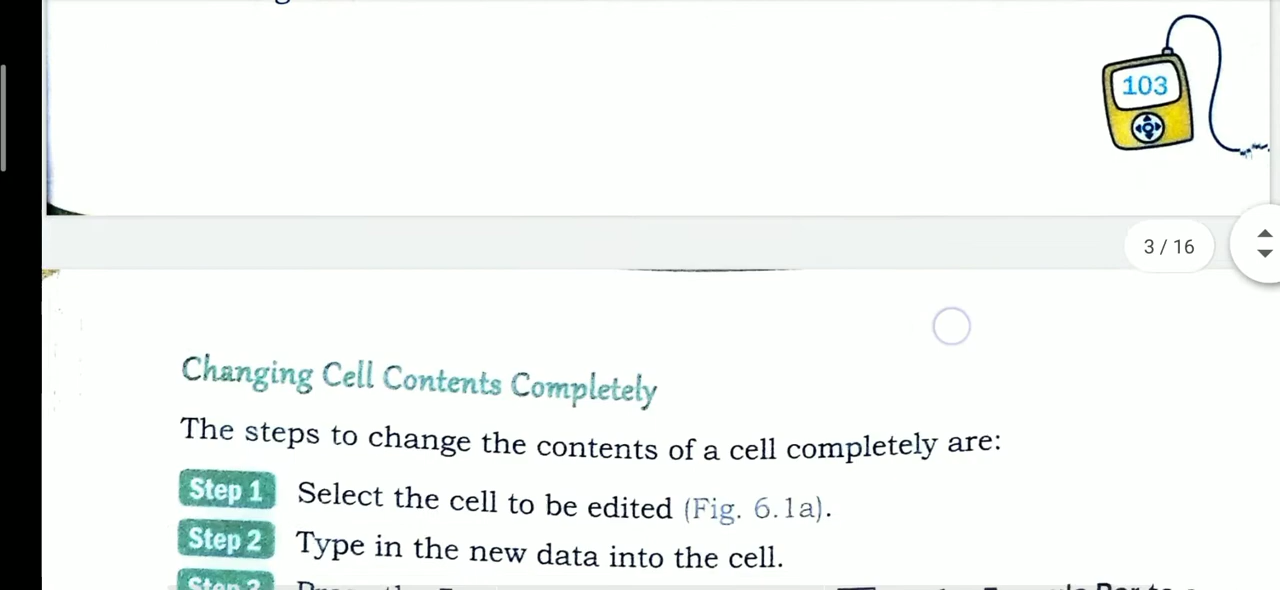 103
3 / 16
Changing Cell Contents Completely
The steps to change the contents of a cell completely are:
Step 1 Select the cell to be edited (Fig. 6.1a).
Step 2 Type in the new data into the cell.